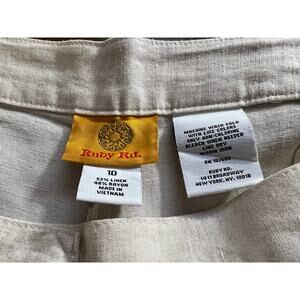 Ruby Rd.
10
52% LINEN
48% RAYON
MADE IN
VIETNAM
MACHINE WASH COLD
WITH LIKE COLORS
ONLY NON-CHLORINE
BLEACH WHEN NEEDED
LINE DRY
WARM IRON
RUBY RD.
1411 BROADWAY
NEW YORK, NY. 10018